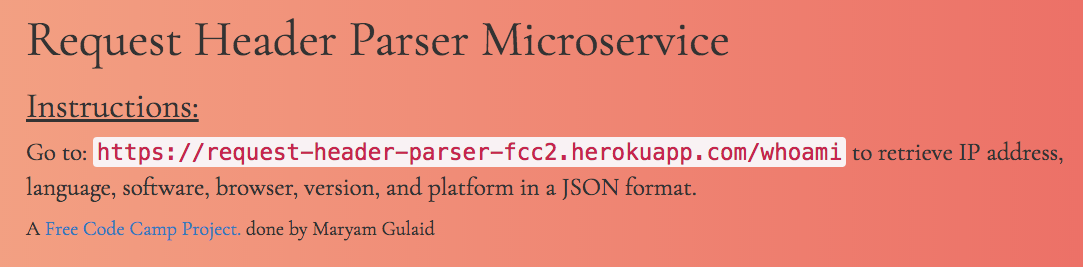 Request Header Parser Microservice
Instructions:
Go to: https://request-header-parser-fcc2.herokuapp.com/whoami to retrieve IP address,
language, software, browser, version, and platform in a JSON format.
A Free Code Camp Project. done by Maryam Gulaid